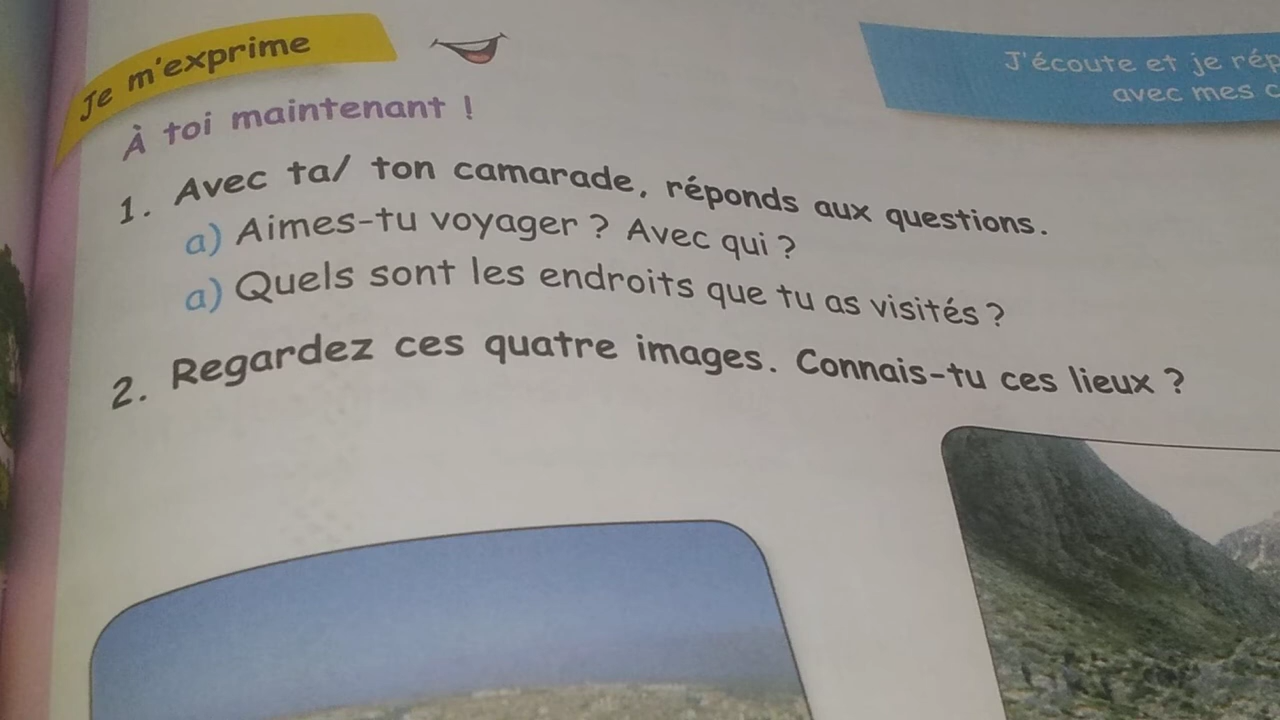 Je m'exprime
J'écoute et je
avec mes
À toi maintenant !
1. Avec ta/ ton camarade, réponds aux questions.
a) Aimes-tu voyager ? Avec qui ?
a) Quels sont les endroits que tu as visités ?
2. Regardez ces quatre images. Connais-tu ces lieux ?